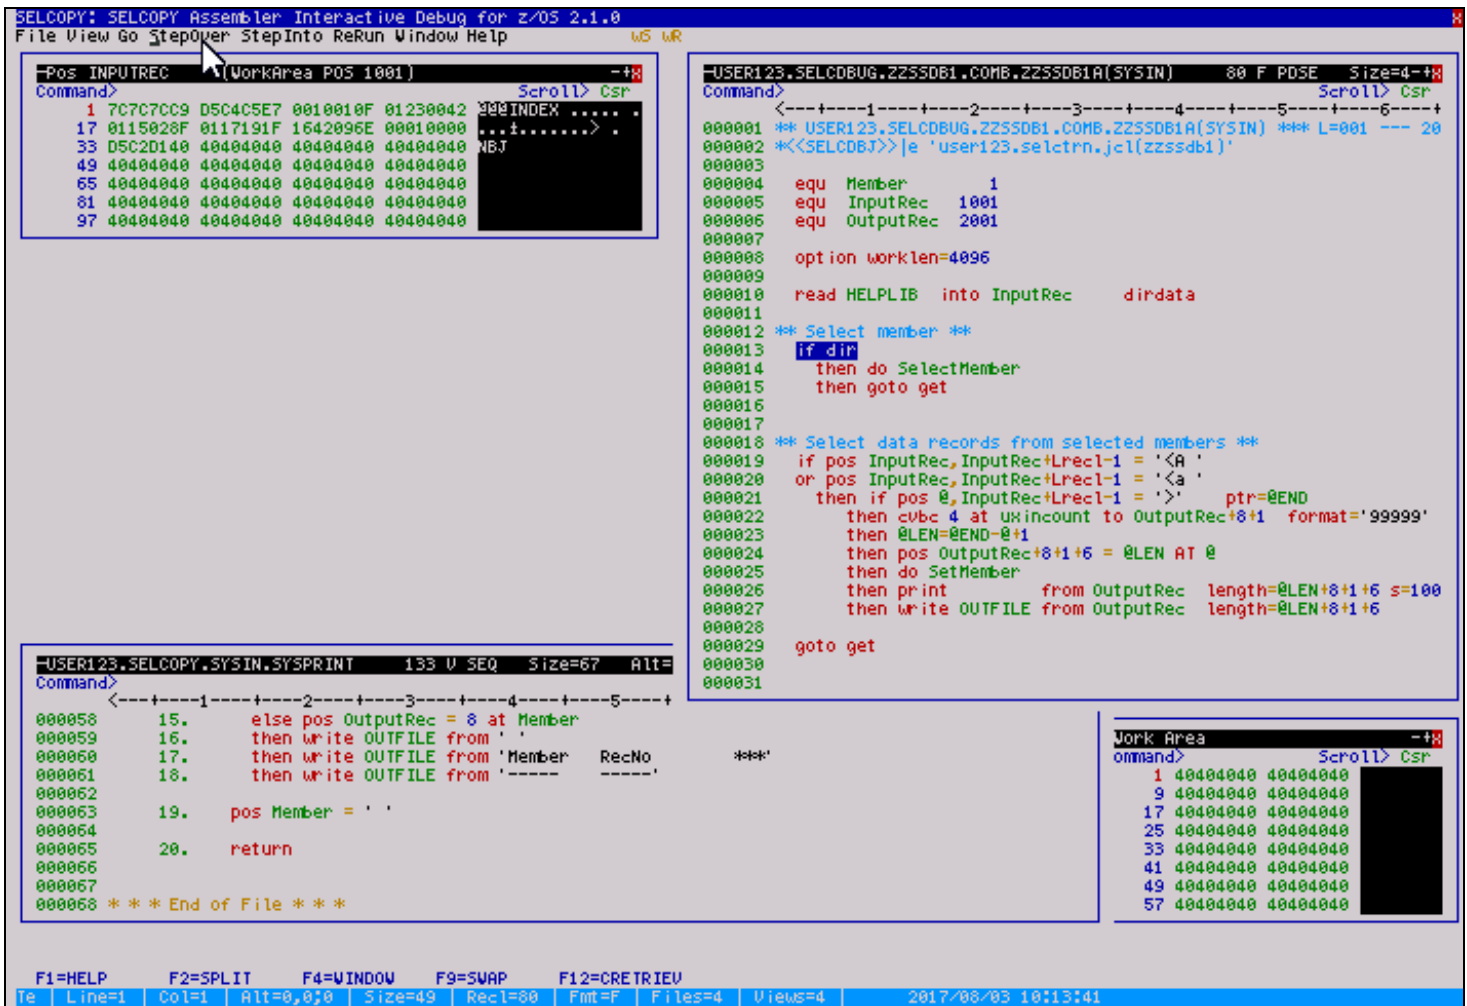 SELCOPY: SELCOPY Assembler Interactive Debug for z/OS 2.1.0
File View Go StepOver StepInto ReRun Window Help wS wR
Pos INPUTREC (WorkArea POS 1001)
Command> Scroll> Csr
1 7C7C7CC9 D5C4C5E7 0010010F 01230042 @@@INDEX ..... .
17 0115028F 0117191F 1642096E 00010000 ...±.......> .
33 D5C2D140 40404040 40404040 40404040 NBJ
49 40404040 40404040 40404040 40404040
65 40404040 40404040 40404040 40404040
81 40404040 40404040 40404040 40404040
97 40404040 40404040 40404040 40404040
USER123.SELCDBUG.ZZSSDB1.COMB.ZZSSDB1A(SYSIN) 80 F PDSE Size=4
Command> Scroll> Csr
<---+----1----+----2----+----3----+----4----+----5----+----6----+
000001 ** USER123.SELCDBUG.ZZSSDB1.COMB.ZZSSDB1A(SYSIN) *** L=001 --- 20
000002 *<<SELCDBJ>>|e 'user123.selctrn.jcl(zzssdb1)'
000003
000004 equ Member 1
000005 equ InputRec 1001
000006 equ OutputRec 2001
000007
000008 option worklen=4096
000009
000010 read HELPLIB into InputRec dirdata
000011
000012 ** Select member **
000013 if dir
000014 then do SelectMember
000015 then goto get
000016
000017
000018 ** Select data records from selected members **
000019 if pos InputRec,InputRec+Lrecl-1 = '<A '
000020 or pos InputRec,InputRec+Lrecl-1 = '<a '
000021 then if pos @,InputRec+Lrecl-1 = '>' ptr=@END
000022 then cvbc 4 at uxincount to OutputRec+8+1 format='99999'
000023 then @LEN=@END-@+1
000024 then pos OutputRec+8+1+6 = @LEN AT @
000025 then do SetMember
000026 then print from OutputRec length=@LEN+8+1+6 s=100
000027 then write OUTFILE from OutputRec length=@LEN+8+1+6
000028
000029 goto get
000030
000031
USER123.SELCOPY.SYSIN.SYSPRINT 133 V SEQ Size=67 Alt=
Command>
<---+----1----+----2----+----3----+----4----+----5----+
000058 15. else pos OutputRec = 8 at Member
000059 16. then write OUTFILE from ' '
000060 17. then write OUTFILE from 'Member RecNo ***'
000061 18. then write OUTFILE from '----- -----'
000062
000063 19. pos Member = ' '
000064
000065 20. return
000066
000067
000068 * * * End of File * * *
Work Area
ommand> Scroll> Csr
1 40404040 40404040
9 40404040 40404040
17 40404040 40404040
25 40404040 40404040
33 40404040 40404040
41 40404040 40404040
49 40404040 40404040
57 40404040 40404040
F1=HELP F2=SPLIT F4=WINDOW F9=SWAP F12=CRETRIEV
Te Line=1 Col=1 Alt=0,0;0 Size=49 Recl=80 Fmt=F Files=4 Views=4 2017/08/03 10:13:41